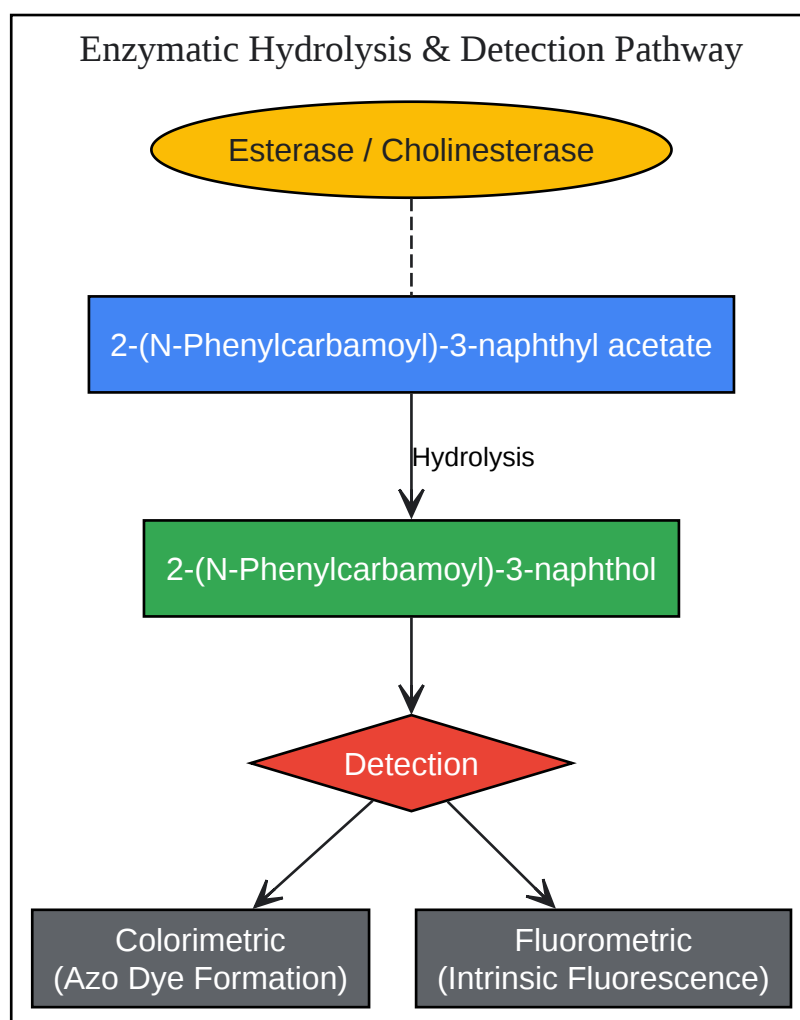 Enzymatic Hydrolysis & Detection Pathway
Esterase / Cholinesterase
2-(N-Phenylcarbamoyl)-3-naphthyl acetate
Hydrolysis
2-(N-Phenylcarbamoyl)-3-naphthol
Detection
Colorimetric
(Azo Dye Formation)
Fluorometric
(Intrinsic Fluorescence)